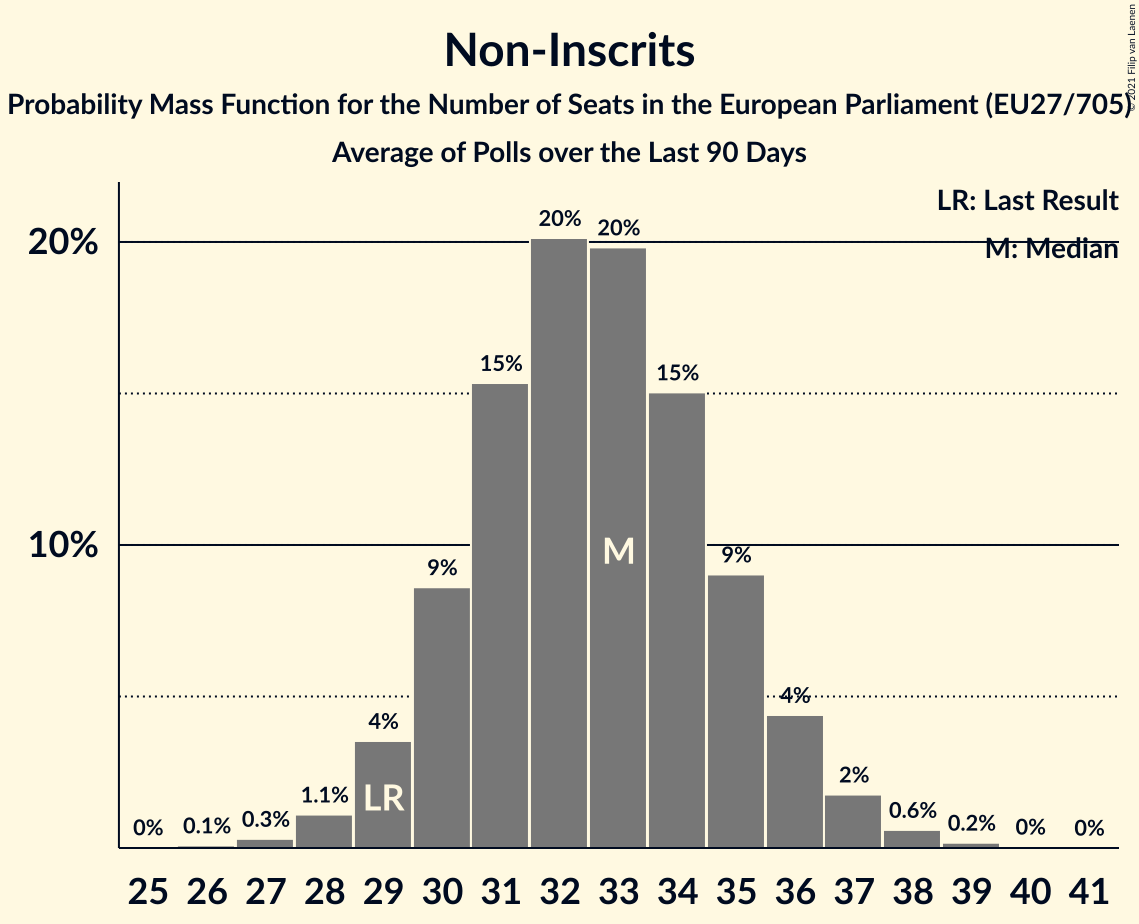 Non-Inscrits
Probability Mass Function for the Number of Seats in the European Parliament (EU27/705)
Average of Polls over the Last 90 Days
© 2021 Filip van Laenen
LR: Last Result
M: Median
20%
10%
0% 0.1% 0.3% 1.1% 4% 9% 15% 20% 20% 15% 9% 4% 2% 0.6% 0.2% 0% 0%
LR
M
25 26 27 28 29 30 31 32 33 34 35 36 37 38 39 40 41